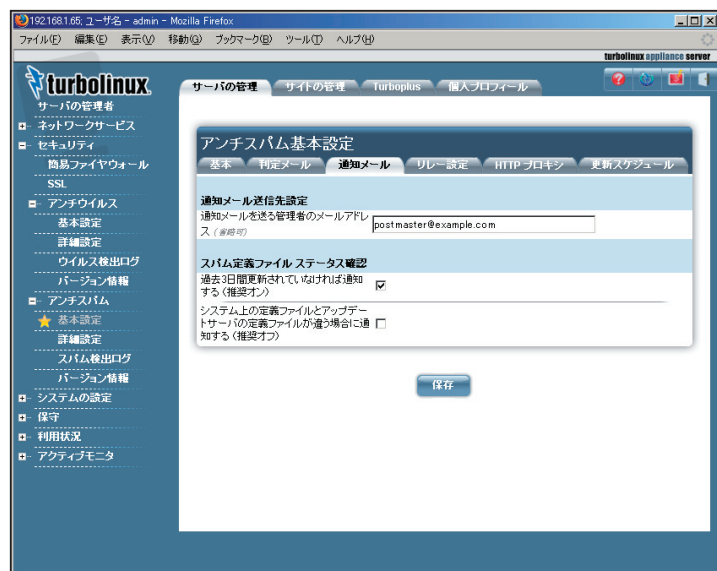 192.168.1.65; ユーザ名 - admin - Mozilla Firefox
ファイル(F) 編集(E) 表示(V) 移動(G) ブックマーク(B) ツール(T) ヘルプ(H)
turbolinux appliance server
turbolinux
サーバの管理 サイトの管理 Turboplus 個人プロフィール
サーバの管理者
ネットワークサービス
セキュリティ
簡易ファイヤウォール
SSL
アンチウイルス
基本設定
詳細設定
ウイルス検出ログ
バージョン情報
アンチスパム
基本設定
詳細設定
スパム検出ログ
バージョン情報
システムの設定
保守
利用状況
アクティブモニタ
アンチスパム基本設定
基本 判定メール 通知メール リレー設定 HTTP プロキシ 更新スケジュール
通知メール送信先設定
通知メールを送る管理者のメールアドレ
ス (省略可)
postmaster@example.com
スパム定義ファイル ステータス確認
過去3日間更新されていなければ通知
する (推奨オン)
システム上の定義ファイルとアップデー
トサーバの定義ファイルが違う場合に通
知する (推奨オフ)
保存